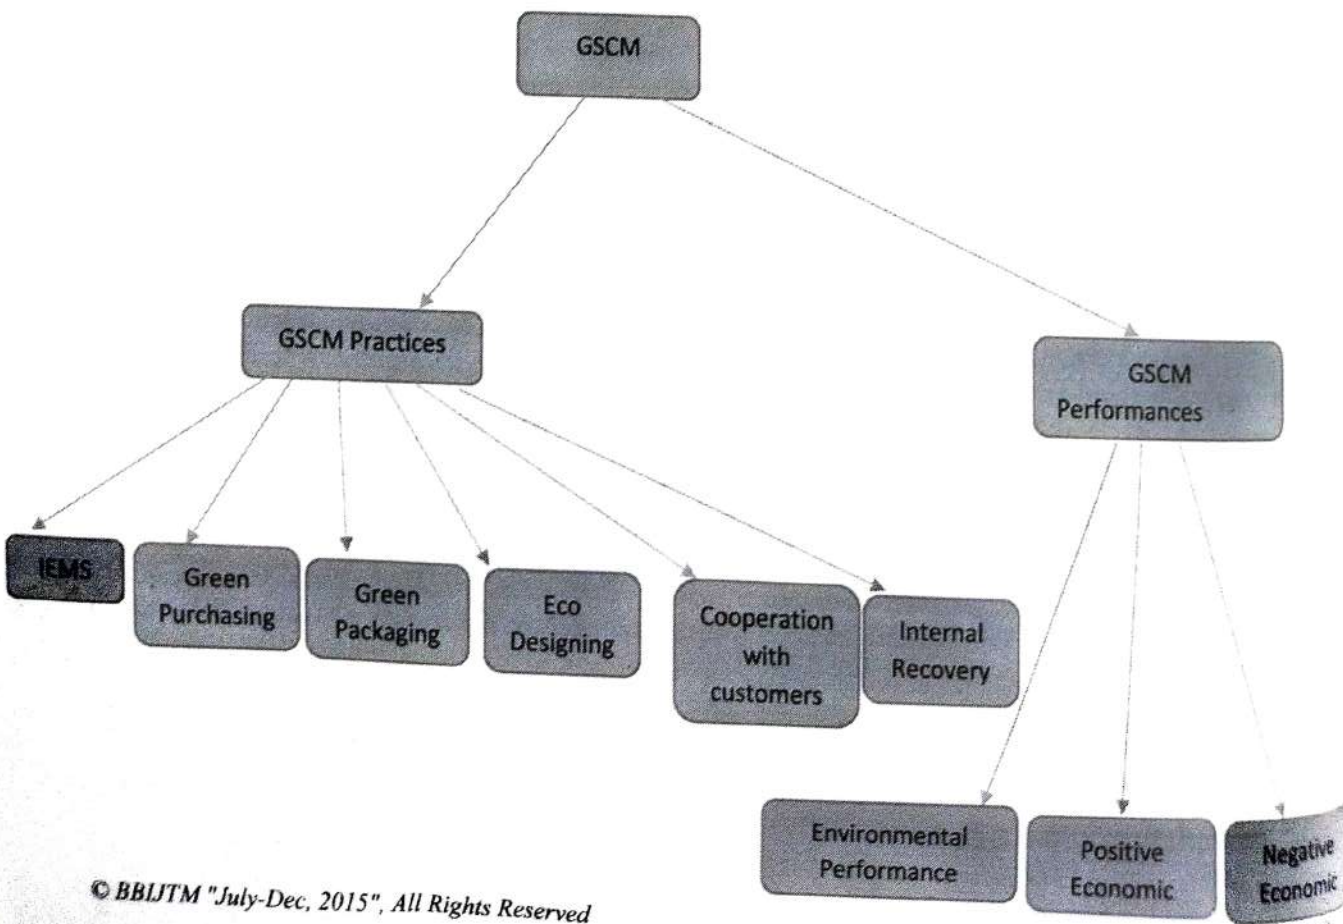 GSCM
GSCM Practices
GSCM
Performances
IEMS
Green
Purchasing
Green
Packaging
Eco
Designing
Cooperation
with
customers
Internal
Recovery
Environmental
Performance
Positive
Economic
Negative
Economic
© BBIJTM "July-Dec, 2015", All Rights Reserved